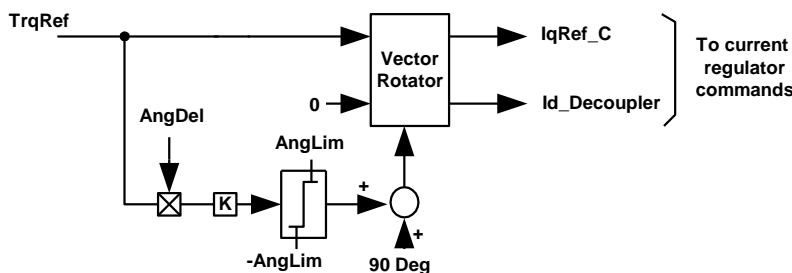 TrqRef
IqRef_C
Vector
Rotator
To current
regulator
commands
0
Id_Decoupler
AngDel
AngLim
K
+
-AngLim
+
90 Deg